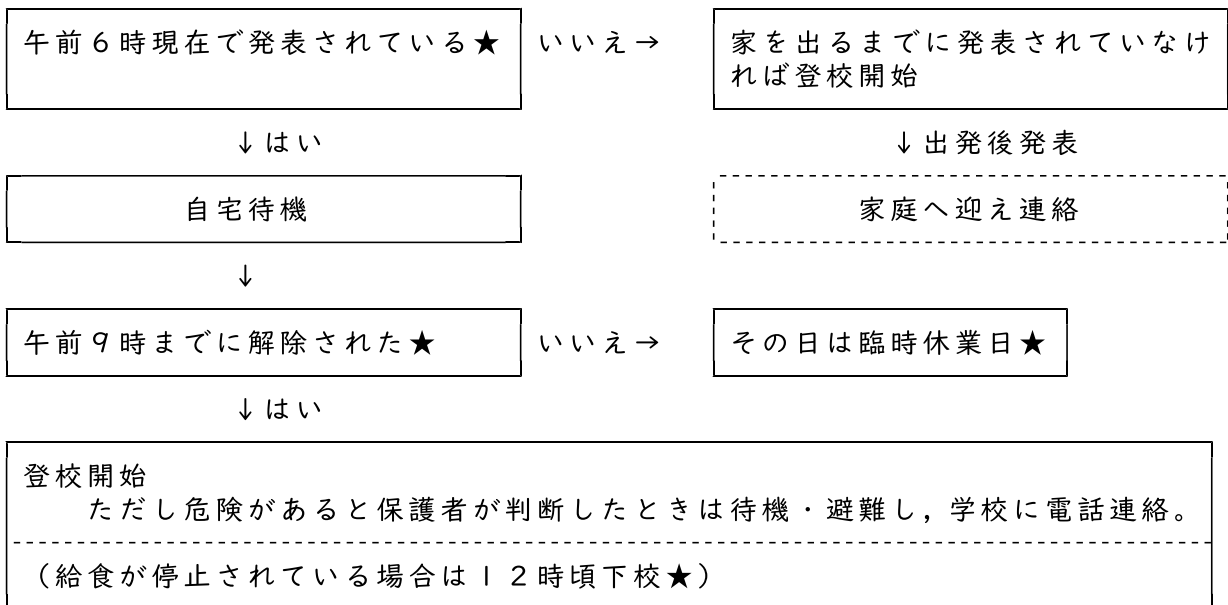 午前６時現在で発表されている★
いいえ→
家を出るまでに発表されていなけ
れば登校開始
↓はい
↓出発後発表
自宅待機
家庭へ迎え連絡
↓
午前９時までに解除された★
いいえ→
その日は臨時休業日★
↓はい
登校開始
ただし危険があると保護者が判断したときは待機・避難し，学校に電話連絡。
（給食が停止されている場合は１２時頃下校★）